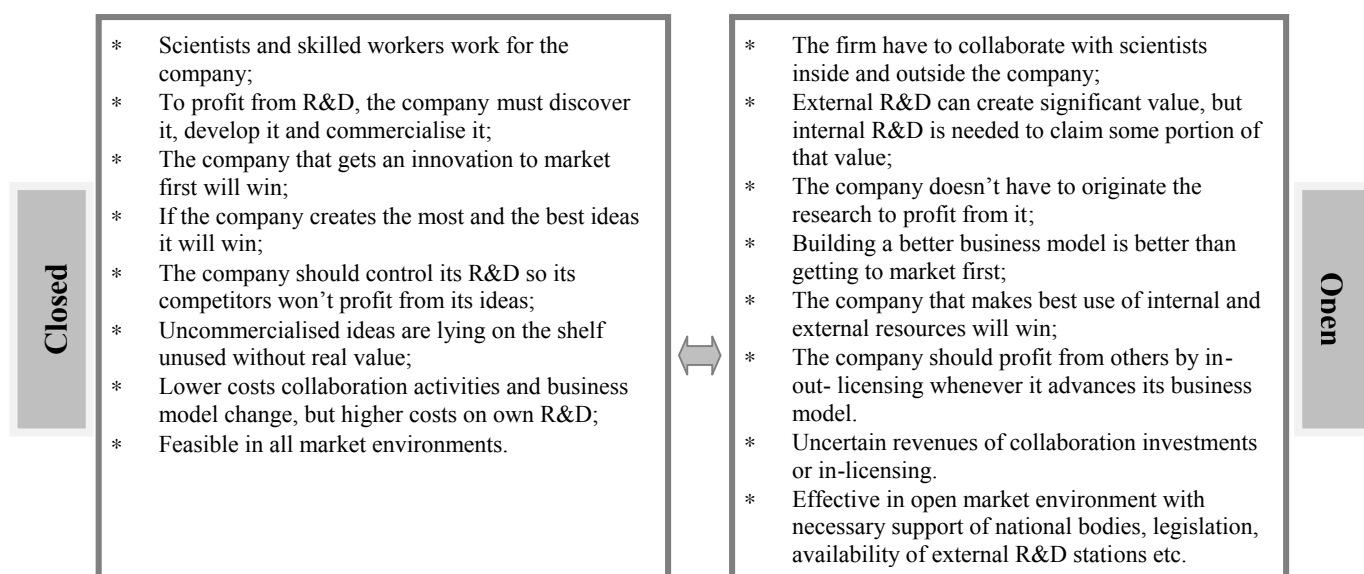 Closed
* Scientists and skilled workers work for the
company;
* To profit from R&D, the company must discover
it, develop it and commercialise it;
* The company that gets an innovation to market
first will win;
* If the company creates the most and the best ideas
it will win;
* The company should control its R&D so its
competitors won’t profit from its ideas;
* Uncommercialised ideas are lying on the shelf
unused without real value;
* Lower costs collaboration activities and business
model change, but higher costs on own R&D;
* Feasible in all market environments.
* The firm have to collaborate with scientists
inside and outside the company;
* External R&D can create significant value, but
internal R&D is needed to claim some portion of
that value;
* The company doesn’t have to originate the
research to profit from it;
* Building a better business model is better than
getting to market first;
* The company that makes best use of internal and
external resources will win;
* The company should profit from others by in-
out- licensing whenever it advances its business
model.
* Uncertain revenues of collaboration investments
or in-licensing.
* Effective in open market environment with
necessary support of national bodies, legislation,
availability of external R&D stations etc.
Open